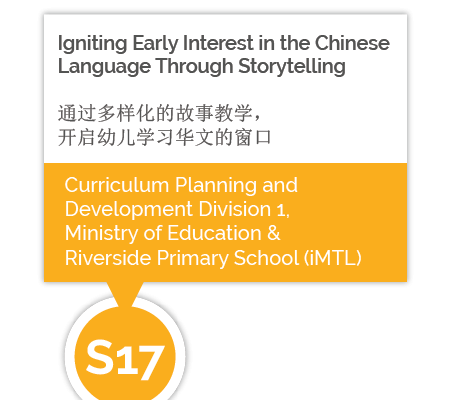 Igniting Early Interest in the Chinese
Language Through Storytelling
通过多样化的故事教学，
开启幼儿学习华文的窗口
Curriculum Planning and
Development Division 1,
Ministry of Education &
Riverside Primary School (iMTL)
S17